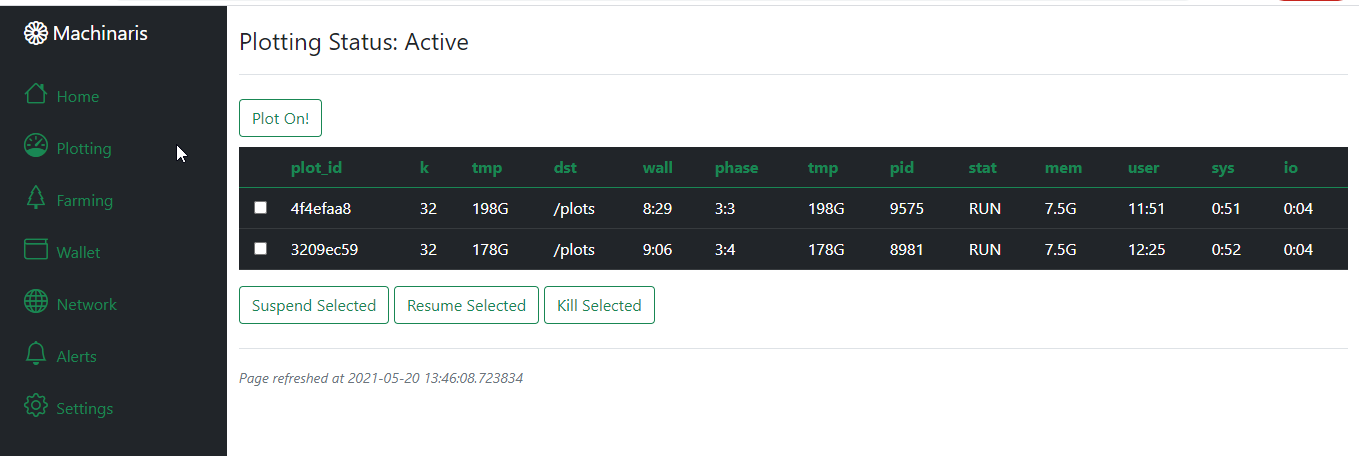 Machinaris
Home
Plotting
Farming
Wallet
Network
Alerts
Settings
Plotting Status: Active
Plot On!
plot_id k tmp dst wall phase tmp pid stat mem user sys io
4f4efaa8 32 198G /plots 8:29 3:3 198G 9575 RUN 7.5G 11:51 0:51 0:04
3209ec59 32 178G /plots 9:06 3:4 178G 8981 RUN 7.5G 12:25 0:52 0:04
Suspend Selected Resume Selected Kill Selected
Page refreshed at 2021-05-20 13:46:08.723834